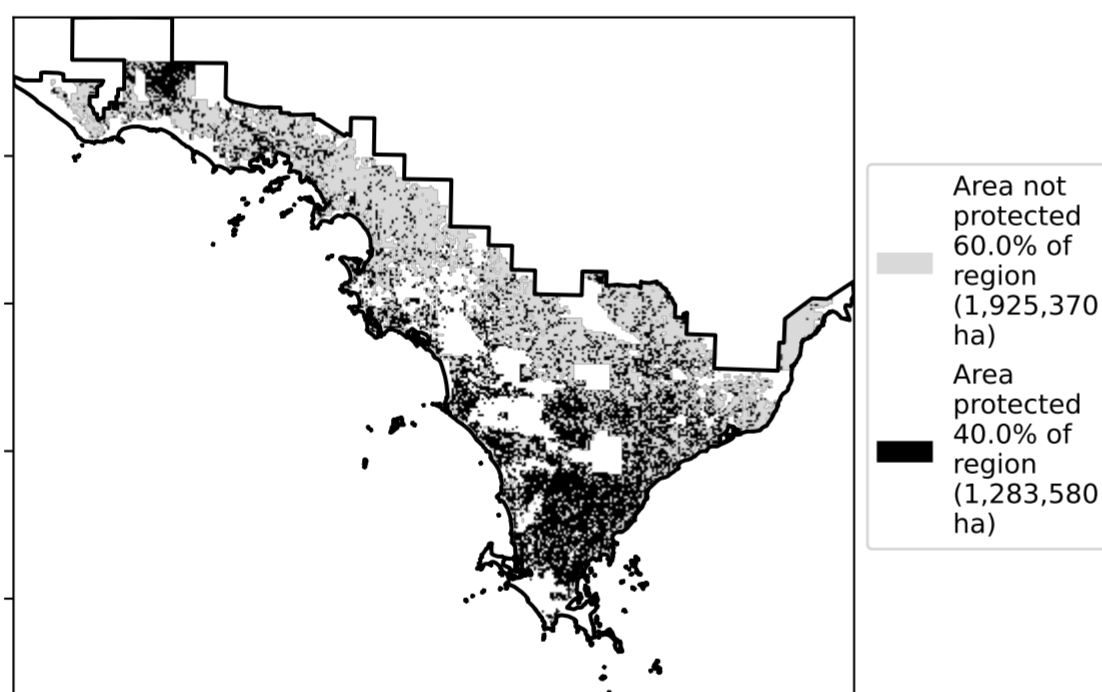 Area not
protected
60.0% of
region
(1,925,370
ha)
Area
protected
40.0% of
region
(1,283,580
ha)